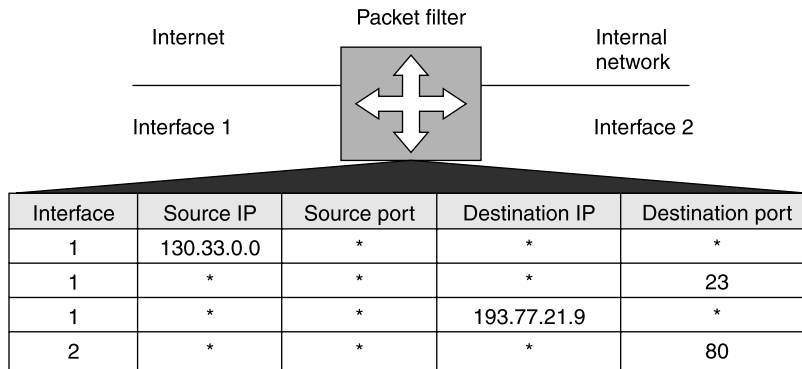 Packet filter
Internet
Internal
network
Interface 1
Interface 2
Interface Source IP Source port Destination IP Destination port
1 130.33.0.0 * * *
1 * * * 23
1 * * 193.77.21.9 *
2 * * * 80